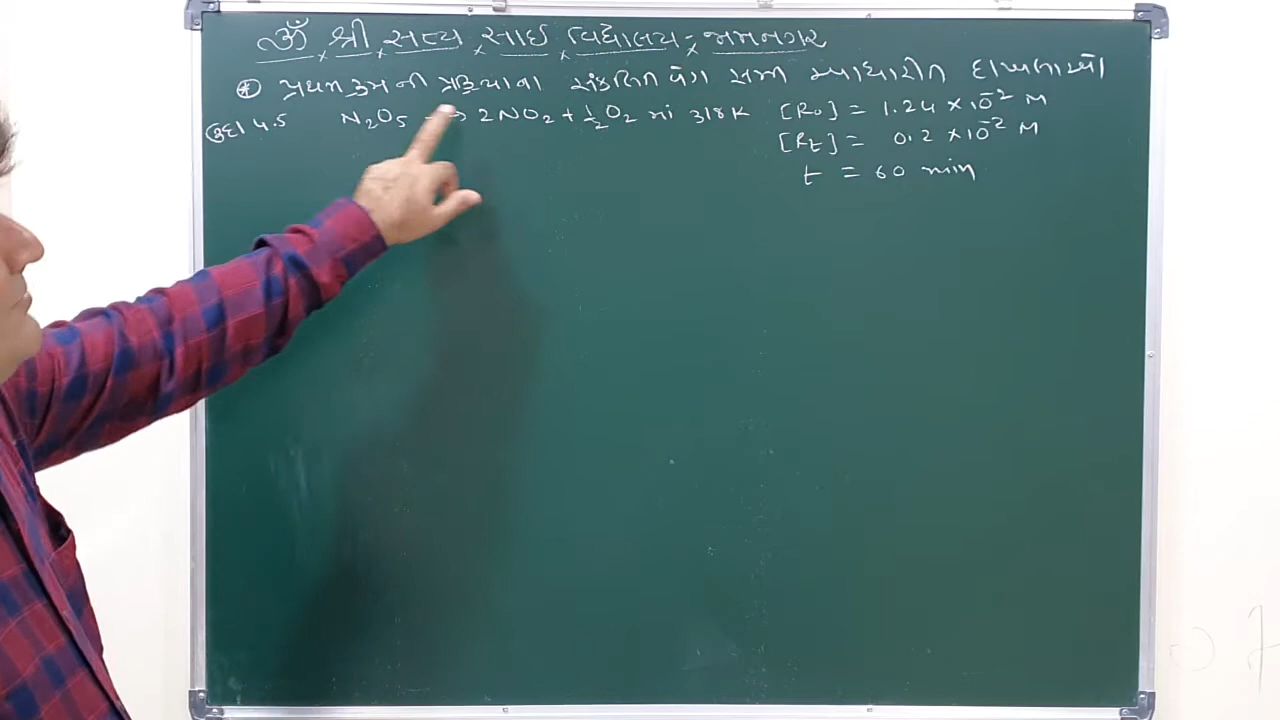 ૐ શ્રી સત્ય સાઈ વિદ્યાલય - જામનગર
* પ્રથમ ક્રમની પ્રક્રિયાના સંકલિત વેગ સમી આધારીત દાખલાઓ
ઉદા 4.5 N₂O₅ → 2NO₂ + ½O₂ માં 318K [R₀] = 1.24 × 10⁻² M
[Rt] = 0.2 × 10⁻² M
t = 60 min